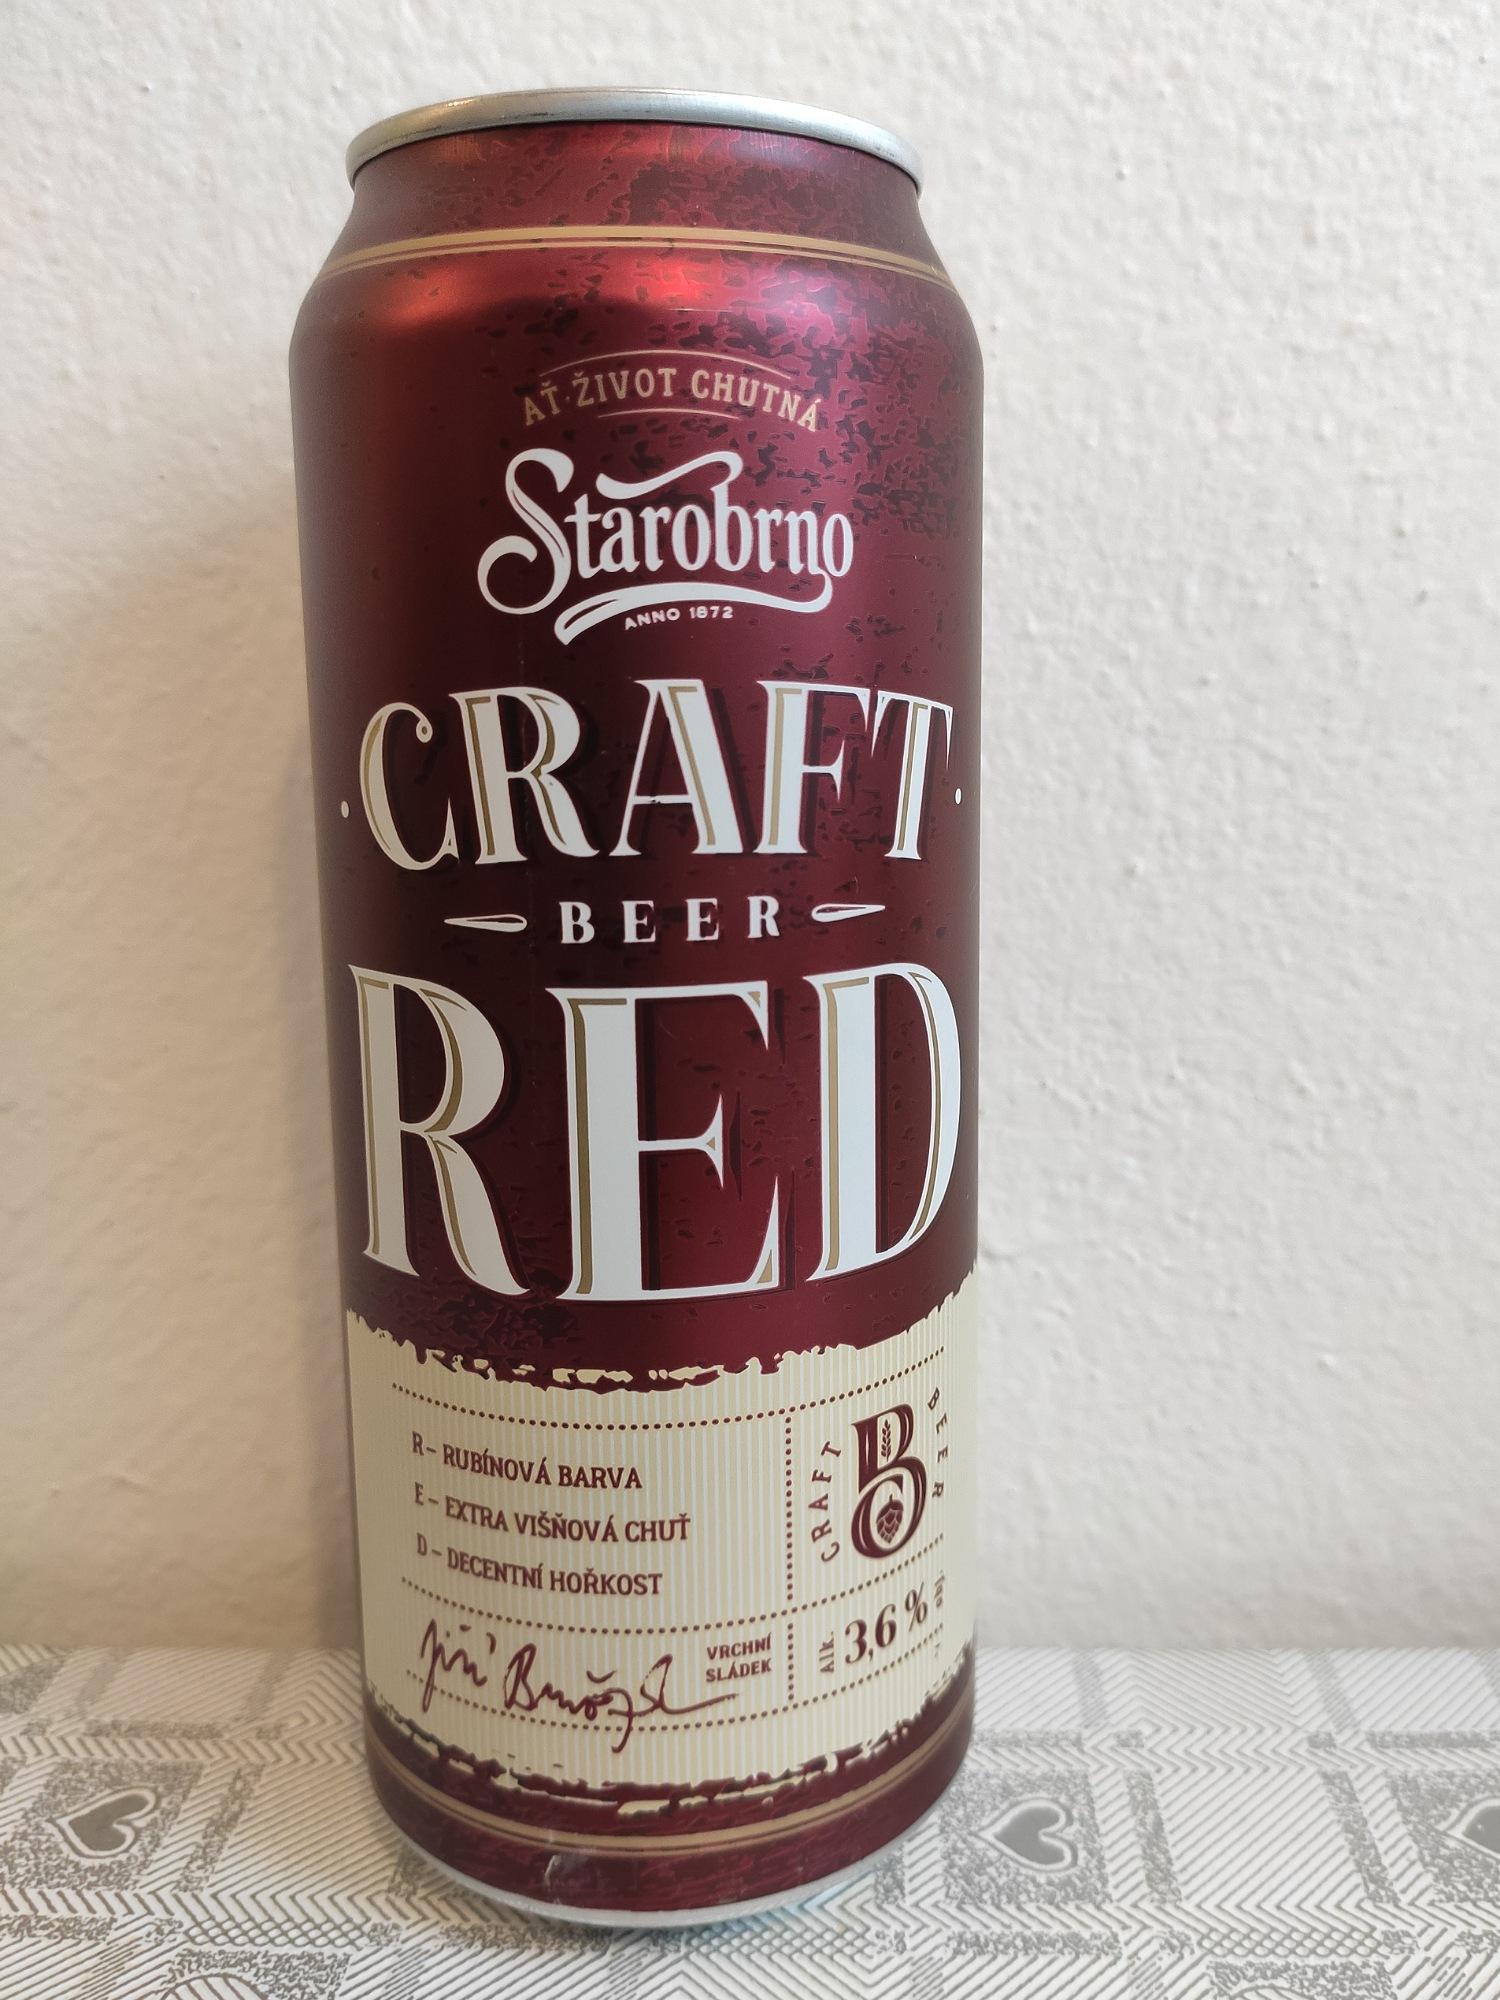 AŤ ŽIVOT CHUTNÁ
Starobrno
ANNO 1872
CRAFT
BEER
RED
R – RUBÍNOVÁ BARVA
E – EXTRA VIŠŇOVÁ CHUŤ
D – DECENTNÍ HOŘKOST
Jiří
VRCHNÍ
SLÁDEK
CRAFT B BEER
Alk. 3,6 %